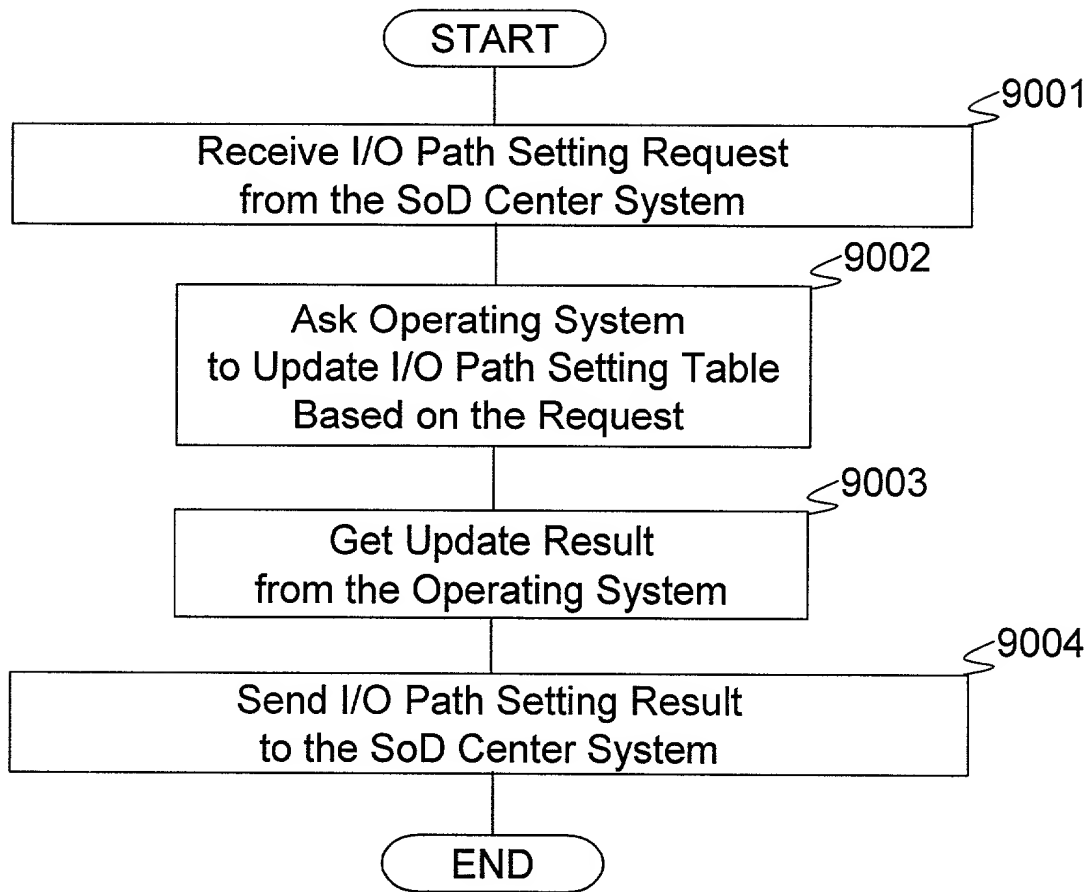 START
9001
Receive I/O Path Setting Request
from the SoD Center System
9002
Ask Operating System
to Update I/O Path Setting Table
Based on the Request
9003
Get Update Result
from the Operating System
9004
Send I/O Path Setting Result
to the SoD Center System
END